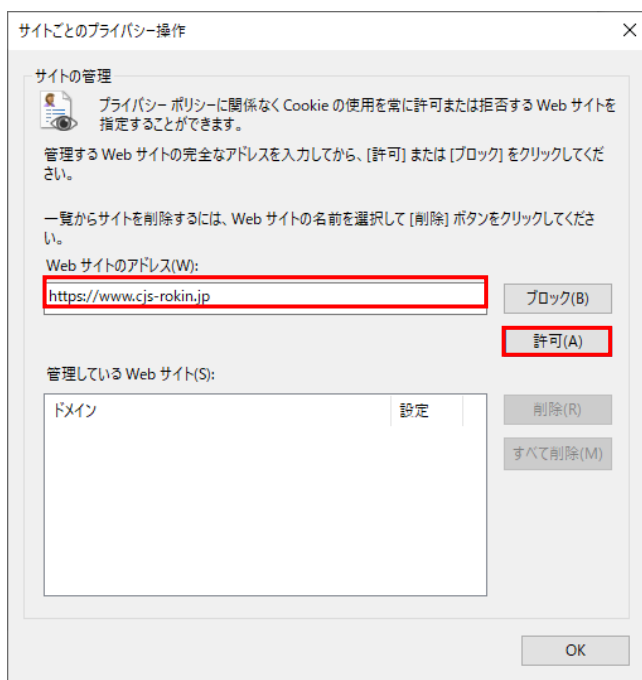 サイトごとのプライバシー操作
サイトの管理
プライバシー ポリシーに関係なく Cookie の使用を常に許可または拒否する Web サイトを
指定することができます。
管理する Web サイトの完全なアドレスを入力してから、[許可] または [ブロック] をクリックしてくだ
さい。
一覧からサイトを削除するには、Web サイトの名前を選択して [削除] ボタンをクリックしてくださ
い。
Web サイトのアドレス(W):
https://www.cjs-rokin.jp
ブロック(B)
許可(A)
管理している Web サイト(S):
ドメイン 設定
削除(R)
すべて削除(M)
OK